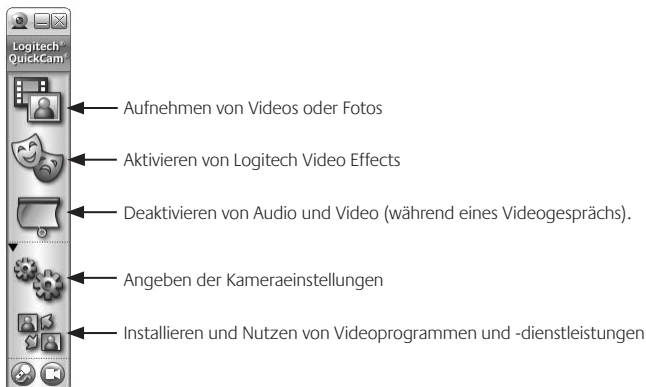 Logitech®
QuickCam®
Aufnehmen von Videos oder Fotos
Aktivieren von Logitech Video Effects
Deaktivieren von Audio und Video (während eines Videogesprächs).
Angeben der Kameraeinstellungen
Installieren und Nutzen von Videoprogrammen und -dienstleistungen